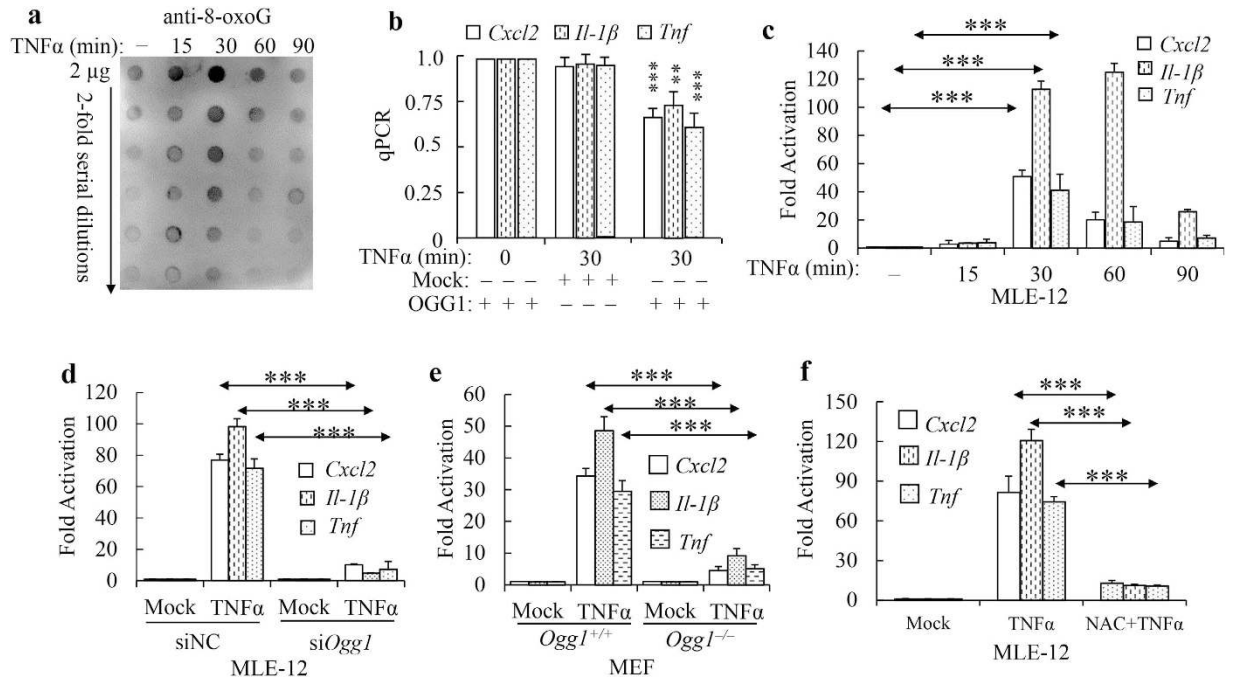 a
anti-8-oxoG
TNFα (min): – 15 30 60 90
2 µg
2-fold serial dilutions
b
Cxcl2 Il-1β Tnf
qPCR
1.0
0.75
0.5
0.25
0
*** ** ***
TNFα (min): 0 30 30
Mock: – – – + + + – – –
OGG1: + + + – – – + + +
c
Fold Activation
140
120
100
80
60
40
20
0
***
***
***
Cxcl2
Il-1β
Tnf
TNFα (min): – 15 30 60 90
MLE-12
d
Fold Activation
120
100
80
60
40
20
0
***
***
***
Cxcl2
Il-1β
Tnf
Mock TNFα Mock TNFα
siNC siOgg1
MLE-12
e
Fold Activation
60
50
40
30
20
10
0
***
***
***
Cxcl2
Il-1β
Tnf
Mock TNFα Mock TNFα
Ogg1+/+ Ogg1–/–
MEF
f
Fold Activation
150
120
90
60
30
0
***
***
***
Cxcl2
Il-1β
Tnf
Mock TNFα NAC+TNFα
MLE-12